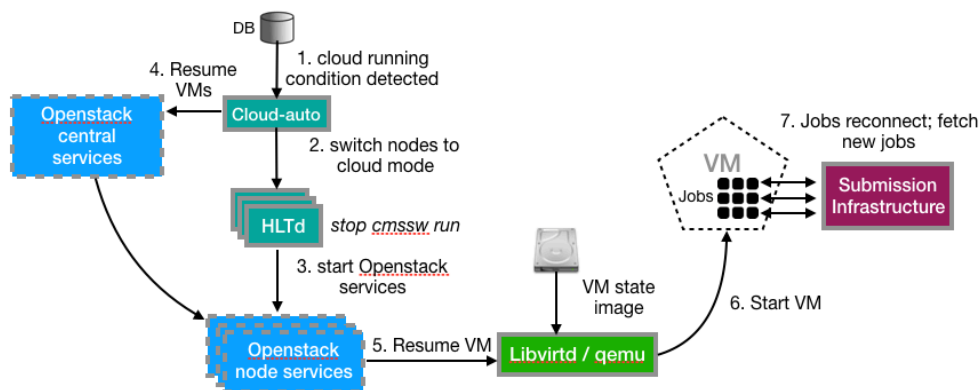 DB
1. cloud running
condition detected
4. Resume
VMs
Cloud-auto
Openstack
central
services
2. switch nodes to
cloud mode
7. Jobs reconnect; fetch
new jobs
VM
Jobs
Submission
Infrastructure
HLTd
stop cmssw run
3. start Openstack
services
VM state
image
6. Start VM
Openstack
node services
5. Resume VM
Libvirtd / qemu